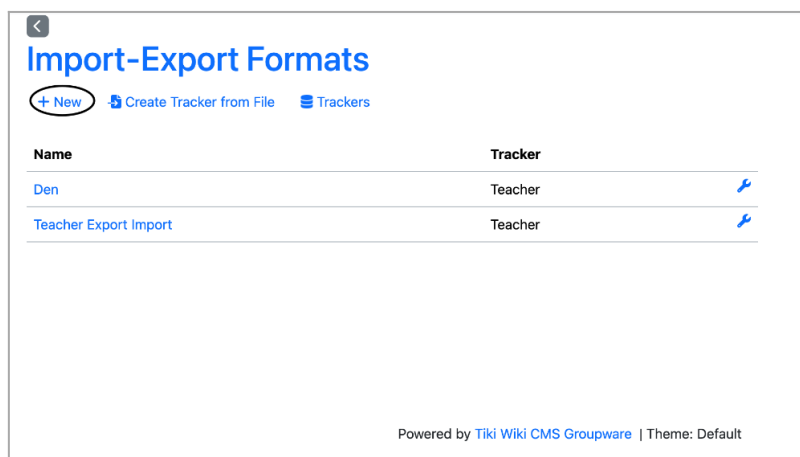 Import-Export Formats
+ New Create Tracker from File Trackers
Name Tracker
Den Teacher
Teacher Export Import Teacher
Powered by Tiki Wiki CMS Groupware | Theme: Default